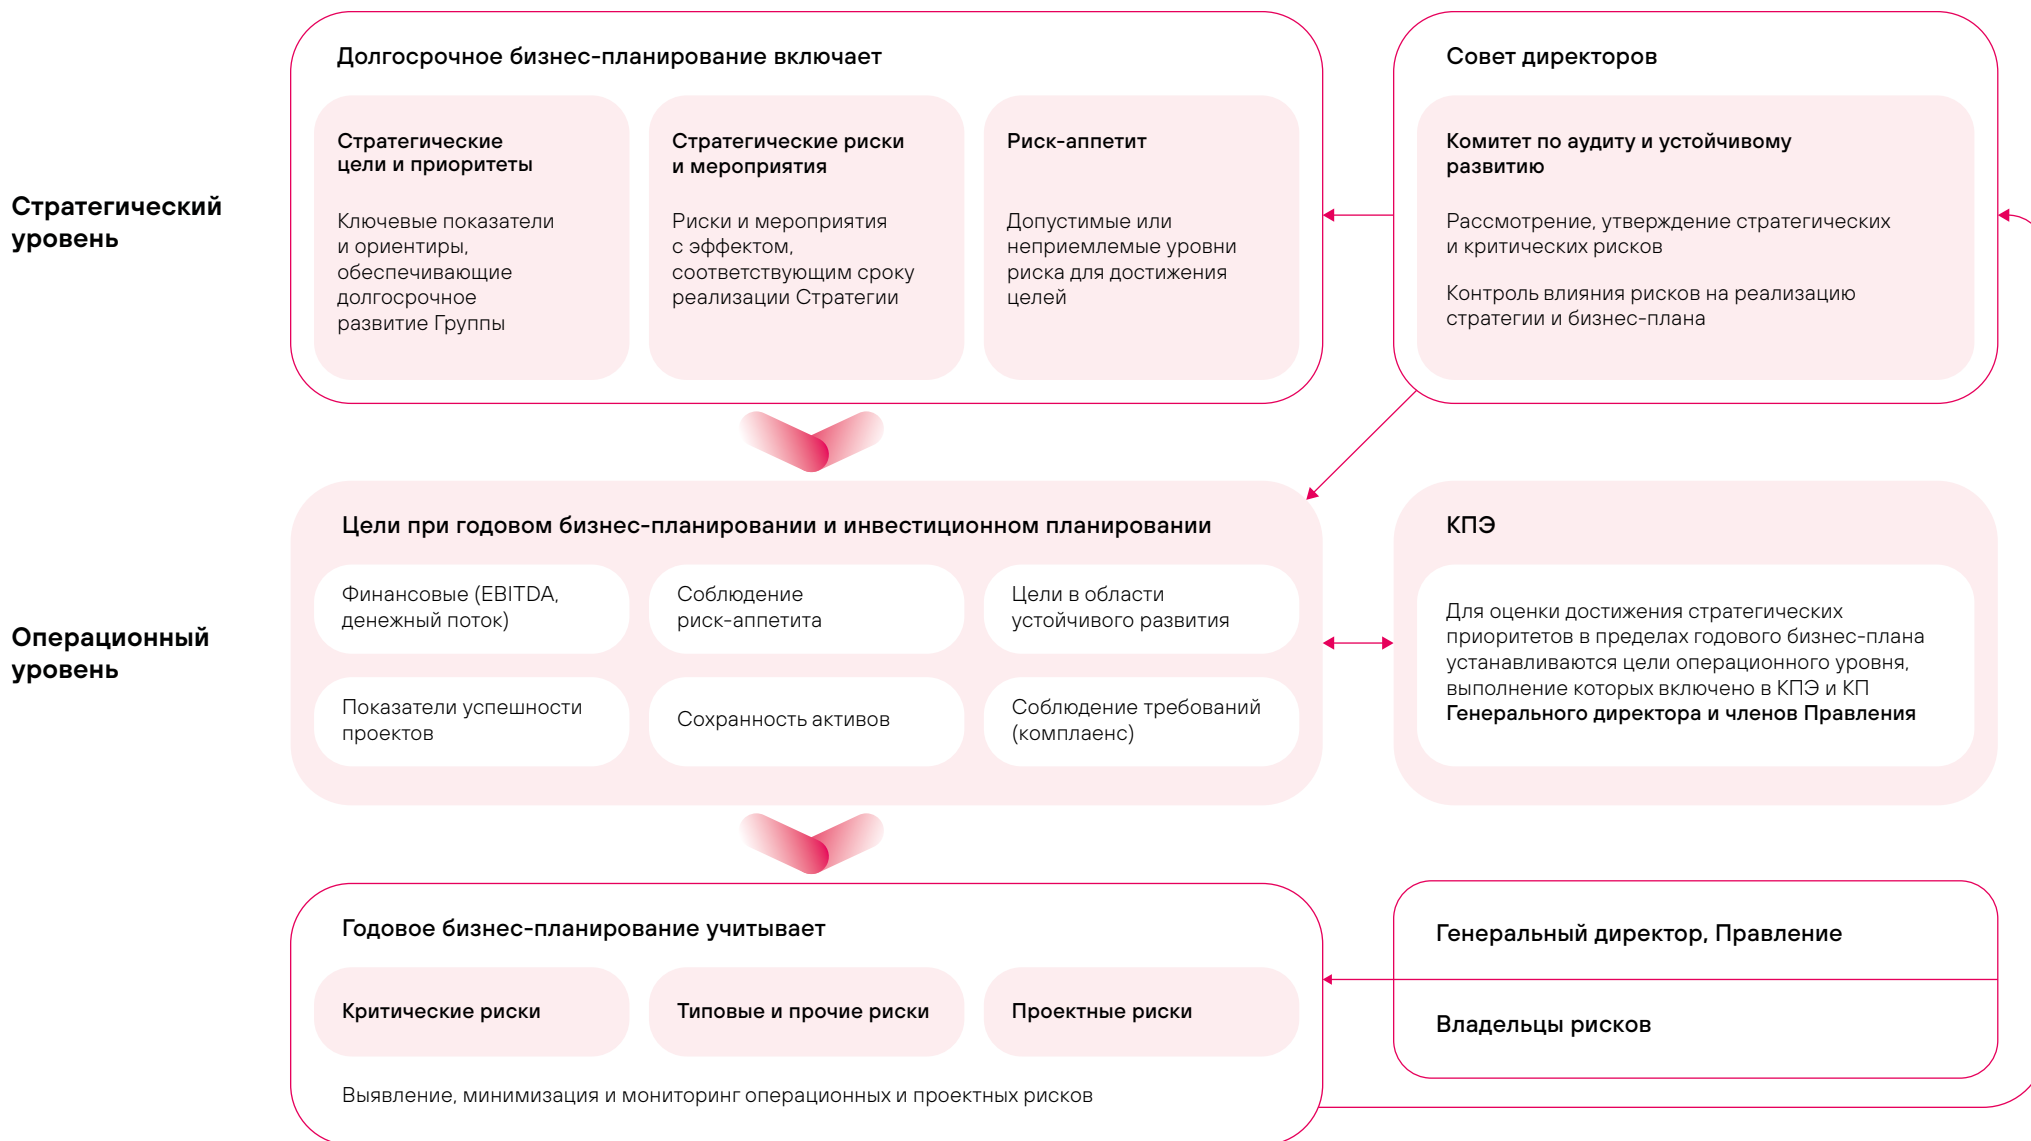 Стратегический
уровень
Долгосрочное бизнес-планирование включает
Стратегические
цели и приоритеты
Ключевые показатели
и ориентиры,
обеспечивающие
долгосрочное
развитие Группы
Стратегические риски
и мероприятия
Риски и мероприятия
с эффектом,
соответствующим сроку
реализации Стратегии
Риск-аппетит
Допустимые или
неприемлемые уровни
риска для достижения
целей
Совет директоров
Комитет по аудиту и устойчивому
развитию
Рассмотрение, утверждение стратегических
и критических рисков
Контроль влияния рисков на реализацию
стратегии и бизнес-плана
Операционный
уровень
Цели при годовом бизнес-планировании и инвестиционном планировании
Финансовые (EBITDA,
денежный поток)
Соблюдение
риск-аппетита
Цели в области
устойчивого развития
Показатели успешности
проектов
Сохранность активов
Соблюдение требований
(комплаенс)
КПЭ
Для оценки достижения стратегических
приоритетов в пределах годового бизнес-плана
устанавливаются цели операционного уровня,
выполнение которых включено в КПЭ и КП
Генерального директора и членов Правления
Годовое бизнес-планирование учитывает
Критические риски
Типовые и прочие риски
Проектные риски
Выявление, минимизация и мониторинг операционных и проектных рисков
Генеральный директор, Правление
Владельцы рисков